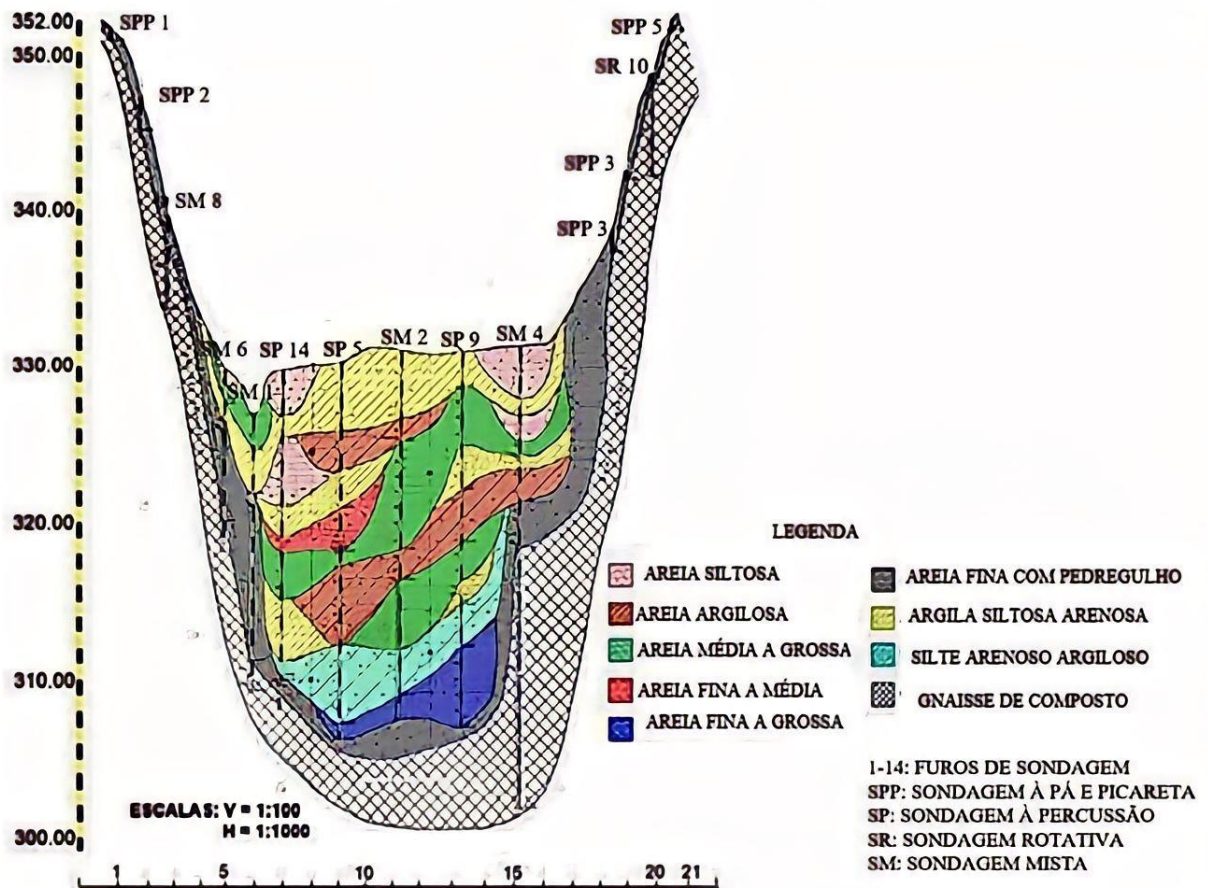 352.00
350.00
340.00
330.00
320.00
310.00
300.00
SPP 1
SPP 2
SM 8
SPP 5
SR 10
SPP 3
SPP 3
M 6
SP 14
SP 5
SM 2
SP 9
SM 4
SM 1
ESCALAS: V = 1:100
H = 1:1000
1 5 10 15 20 21
LEGENDA
AREIA SILTOSA
AREIA ARGILOSA
AREIA MÉDIA A GROSSA
AREIA FINA A MÉDIA
AREIA FINA A GROSSA
AREIA FINA COM PEDREGULHO
ARGILA SILTOSA ARENOSA
SILTE ARENOSO ARGILOSO
GNAISSE DE COMPOSTO
1-14: FUROS DE SONDAGEM
SPP: SONDAGEM À PÁ E PICARETA
SP: SONDAGEM À PERCUSSÃO
SR: SONDAGEM ROTATIVA
SM: SONDAGEM MISTA